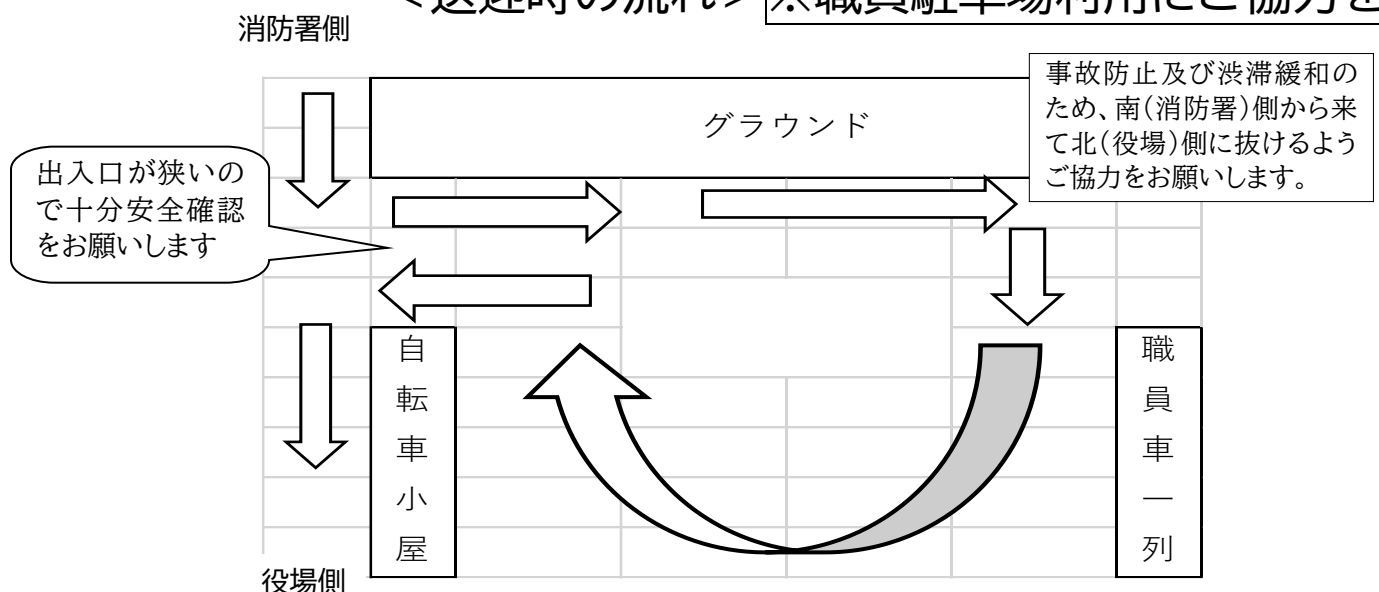 <送迎時の流れ> ※職員駐車場利用にご協力を
消防署側
事故防止及び渋滞緩和の
ため、南(消防署)側から来
て北(役場)側に抜けるよう
ご協力をお願いします。
グラウンド
出入口が狭いの
で十分安全確認
をお願いします
自転車小屋
職員車一列
役場側